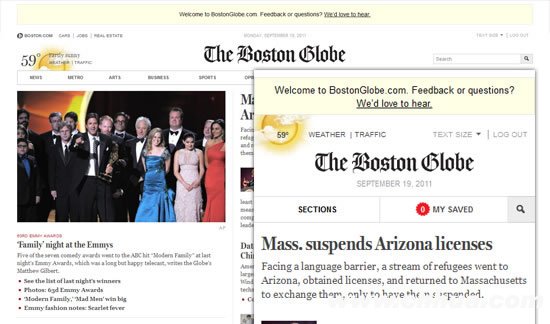 Welcome to BostonGlobe.com. Feedback or questions? We'd love to hear.
BOSTON.COM CARS | JOBS | REAL ESTATE
MONDAY, SEPTEMBER 19, 2011
TEXT SIZE LOG OUT
59° Partly sunny
WEATHER | TRAFFIC
The Boston Globe
Search
NEWS METRO ARTS BUSINESS SPORTS
AP
63RD EMMY AWARDS
'Family' night at the Emmys
Five of the seven comedy awards went to the ABC hit "Modern Family" at last
night's Emmy Awards, which was a long but happy telecast, writes the Globe's
Matthew Gilbert.
See the list of last night's winners
Photos: 63d Emmy Awards
'Modern Family,' 'Mad Men' win big
Emmy fashion notes: Scarlet fever
Welcome to BostonGlobe.com. Feedback or questions?
We'd love to hear.
59° WEATHER | TRAFFIC TEXT SIZE LOG OUT
The Boston Globe
SEPTEMBER 19, 2011
SECTIONS 0 MY SAVED
Mass. suspends Arizona licenses
Facing a language barrier, a stream of refugees went to
Arizona, obtained licenses, and returned to Massachusetts
to exchange them, only to have them suspended.